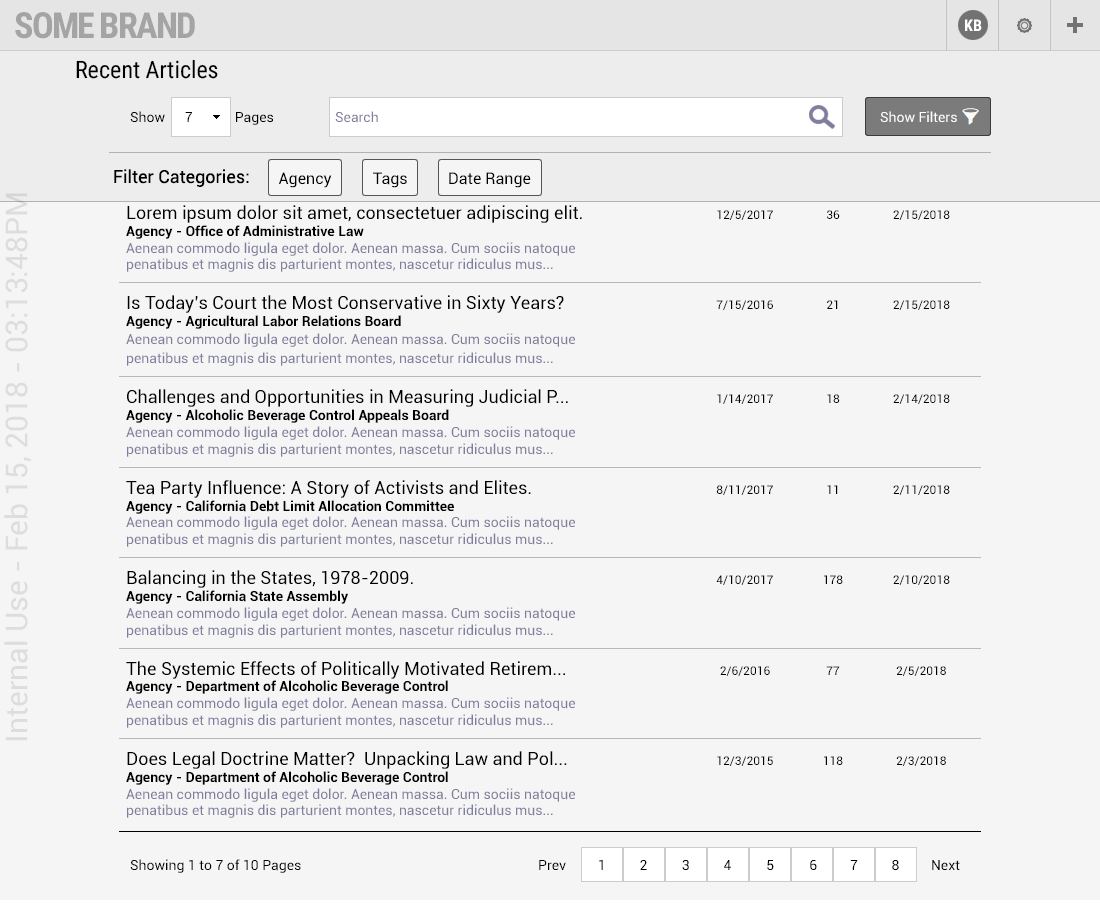 SOME BRAND
KB
Recent Articles
Show 7 Pages
Search
Show Filters
Filter Categories: Agency Tags Date Range
Lorem ipsum dolor sit amet, consectetuer adipiscing elit. 12/5/2017 36 2/15/2018
Agency - Office of Administrative Law
Aenean commodo ligula eget dolor. Aenean massa. Cum sociis natoque
penatibus et magnis dis parturient montes, nascetur ridiculus mus...
Is Today's Court the Most Conservative in Sixty Years? 7/15/2016 21 2/15/2018
Agency - Agricultural Labor Relations Board
Aenean commodo ligula eget dolor. Aenean massa. Cum sociis natoque
penatibus et magnis dis parturient montes, nascetur ridiculus mus...
Challenges and Opportunities in Measuring Judicial P... 1/14/2017 18 2/14/2018
Agency - Alcoholic Beverage Control Appeals Board
Aenean commodo ligula eget dolor. Aenean massa. Cum sociis natoque
penatibus et magnis dis parturient montes, nascetur ridiculus mus...
Tea Party Influence: A Story of Activists and Elites. 8/11/2017 11 2/11/2018
Agency - California Debt Limit Allocation Committee
Aenean commodo ligula eget dolor. Aenean massa. Cum sociis natoque
penatibus et magnis dis parturient montes, nascetur ridiculus mus...
Balancing in the States, 1978-2009. 4/10/2017 178 2/10/2018
Agency - California State Assembly
Aenean commodo ligula eget dolor. Aenean massa. Cum sociis natoque
penatibus et magnis dis parturient montes, nascetur ridiculus mus...
The Systemic Effects of Politically Motivated Retirem... 2/6/2016 77 2/5/2018
Agency - Department of Alcoholic Beverage Control
Aenean commodo ligula eget dolor. Aenean massa. Cum sociis natoque
penatibus et magnis dis parturient montes, nascetur ridiculus mus...
Does Legal Doctrine Matter?  Unpacking Law and Pol... 12/3/2015 118 2/3/2018
Agency - Department of Alcoholic Beverage Control
Aenean commodo ligula eget dolor. Aenean massa. Cum sociis natoque
penatibus et magnis dis parturient montes, nascetur ridiculus mus...
Showing 1 to 7 of 10 Pages
Prev 1 2 3 4 5 6 7 8 Next
Internal Use - Feb 15, 2018 - 03:13:48PM